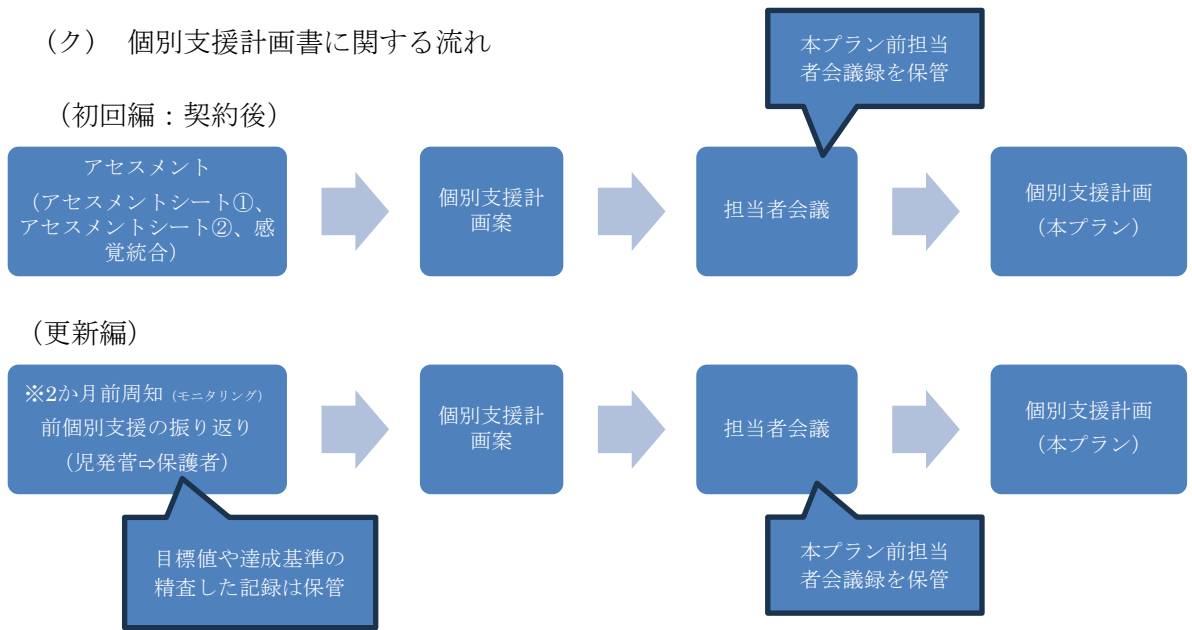 （ク） 個別支援計画書に関する流れ
本プラン前担当
者会議録を保管
（初回編：契約後）
アセスメント
（アセスメントシート①、
アセスメントシート②、感
覚統合）
個別支援計
画案
担当者会議
個別支援計画
（本プラン）
（更新編）
※2か月前周知（モニタリング）
前個別支援の振り返り
（児発菅⇨保護者）
個別支援計
画案
担当者会議
個別支援計画
（本プラン）
目標値や達成基準の
精査した記録は保管
本プラン前担当
者会議録を保管